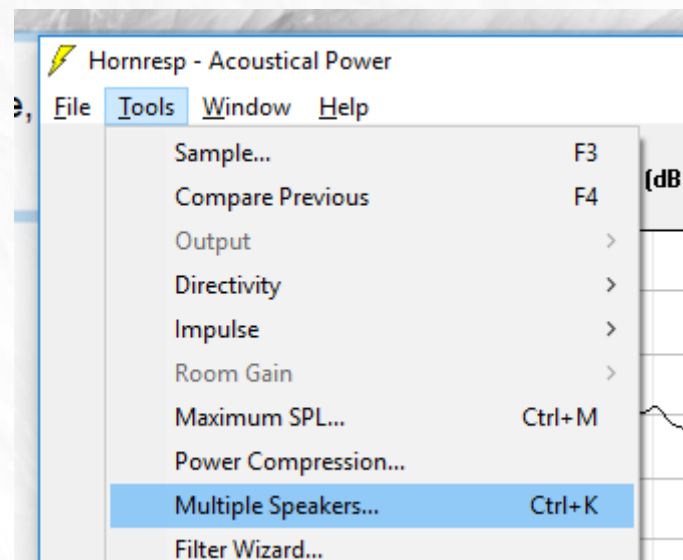 Hornresp - Acoustical Power
e,
File Tools Window Help
Sample... F3
(dB
Compare Previous F4
Output
Directivity
Impulse
Room Gain
Maximum SPL... Ctrl+M
Power Compression...
Multiple Speakers... Ctrl+K
Filter Wizard...